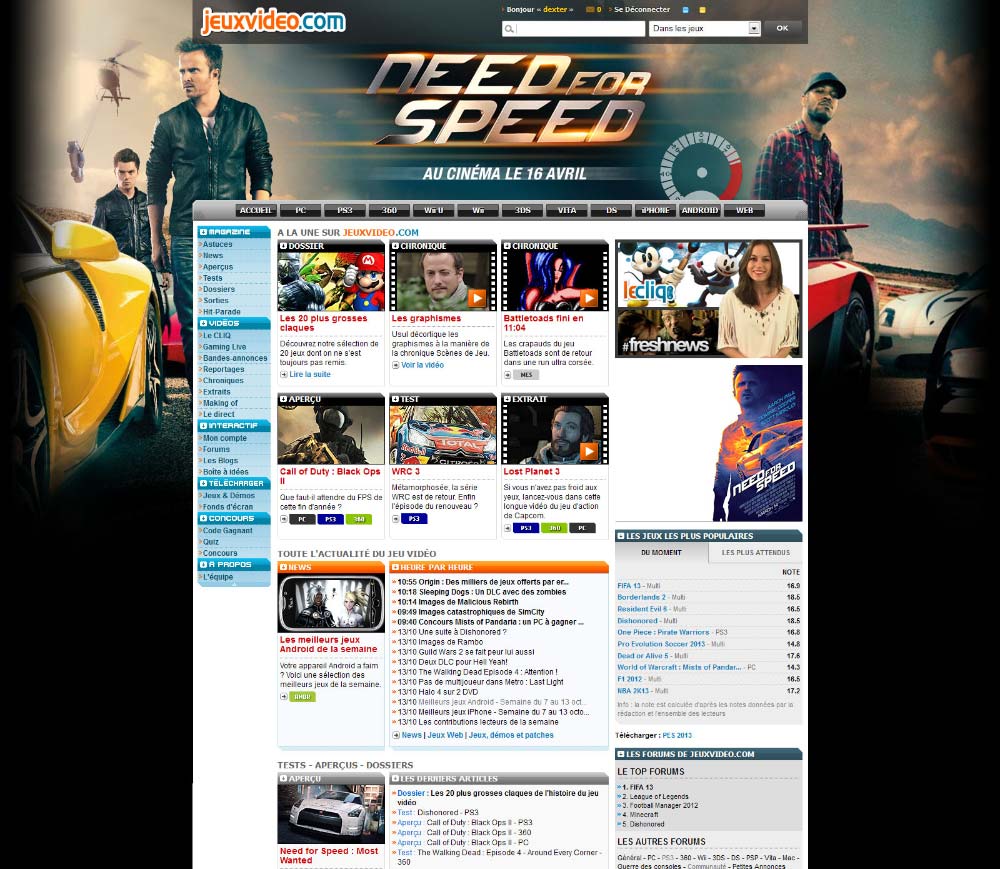 jeuxvideo.com
Bonjour « dexter » 0 Se Déconnecter
Dans les jeux OK
NEED FOR
SPEED
AU CINÉMA LE 16 AVRIL
ACCUEIL PC PS3 360 Wii U Wii 3DS VITA DS iPHONE ANDROID WEB
MAGAZINE
Astuces
News
Aperçus
Tests
Dossiers
Sorties
Hit-Parade
VIDÉOS
Le CLIQ
Gaming Live
Bandes-annonces
Reportages
Chroniques
Extraits
Making of
Le direct
INTERACTIF
Mon compte
Forums
Les Blogs
Boîte à idées
TÉLÉCHARGER
Jeux & Démos
Fonds d'écran
CONCOURS
Code Gagnant
Quiz
Concours
À PROPOS
L'équipe
A LA UNE SUR JEUXVIDEO.COM
DOSSIER
Les 20 plus grosses
claques
Découvrez notre sélection de
20 jeux dont on ne s'est
toujours pas remis.
Lire la suite
CHRONIQUE
Les graphismes
Usul décortique les
graphismes à la manière de
la chronique Scènes de Jeu.
Voir la vidéo
CHRONIQUE
Battletoads fini en
11:04
Les crapauds du jeu
Battletoads sont de retour
dans une run ultra corsée.
NES
APERÇU
Call of Duty : Black Ops
II
Que faut-il attendre du FPS de
cette fin d'année ?
PC PS3 360
TEST
TOTAL
CITROËN
WRC 3
Métamorphosée, la série
WRC est de retour. Enfin
l'épisode du renouveau ?
PS3
EXTRAIT
Lost Planet 3
Si vous n'avez pas froid aux
yeux, lancez-vous dans cette
longue vidéo du jeu d'action
de Capcom.
PS3 360 PC
lecliq
#freshnews
NEED FOR
SPEED
LES JEUX LES PLUS POPULAIRES
DU MOMENT LES PLUS ATTENDUS
NOTE
FIFA 13 - Multi 16.9
Borderlands 2 - Multi 18.5
Resident Evil 6 - Multi 16.5
Dishonored - Multi 18.5
One Piece : Pirate Warriors - PS3 16.8
Pro Evolution Soccer 2013 - Multi 14.8
Dead or Alive 5 - Multi 17.6
World of Warcraft : Mists of Pandar... - PC 14.3
F1 2012 - Multi 16.5
NBA 2K13 - Multi 17.2
Info : la note est calculée d'après les notes données par la
rédaction et l'ensemble des lecteurs
Télécharger : PES 2013
LES FORUMS DE JEUXVIDEO.COM
LE TOP FORUMS
1. FIFA 13
2. League of Legends
3. Football Manager 2012
4. Minecraft
5. Dishonored
LES AUTRES FORUMS
Général - PC - PS3 - 360 - Wii - 3DS - DS - PSP - Vita - Mac -
Guerre des consoles - Communauté - Petites Annonces
TOUTE L'ACTUALITÉ DU JEU VIDÉO
NEWS
Les meilleurs jeux
Android de la semaine
Votre appareil Android a faim
? Voici une sélection des
meilleurs jeux de la semaine.
ANDR
HEURE PAR HEURE
10:55 Origin : Des milliers de jeux offerts par er...
10:18 Sleeping Dogs : Un DLC avec des zombies
10:14 Images de Malicious Rebirth
09:49 Images catastrophiques de SimCity
09:40 Concours Mists of Pandaria : un PC à gagner ...
13/10 Une suite à Dishonored ?
13/10 Images de Rambo
13/10 Guild Wars 2 se fait peur lui aussi
13/10 Deux DLC pour Hell Yeah!
13/10 The Walking Dead Episode 4 : Attention !
13/10 Pas de multijoueur dans Metro : Last Light
13/10 Halo 4 sur 2 DVD
13/10 Meilleurs jeux Android - Semaine du 7 au 13 oct...
13/10 Meilleurs jeux iPhone - Semaine du 7 au 13 oct...
13/10 Les contributions lecteurs de la semaine
News | Jeux Web | Jeux, démos et patches
TESTS - APERÇUS - DOSSIERS
APERÇU
Need for Speed : Most
Wanted
LES DERNIERS ARTICLES
Dossier : Les 20 plus grosses claques de l'histoire du jeu
vidéo
Test : Dishonored - PS3
Aperçu : Call of Duty : Black Ops II - PS3
Aperçu : Call of Duty : Black Ops II - 360
Aperçu : Call of Duty : Black Ops II - PC
Test : The Walking Dead : Episode 4 - Around Every Corner -
360